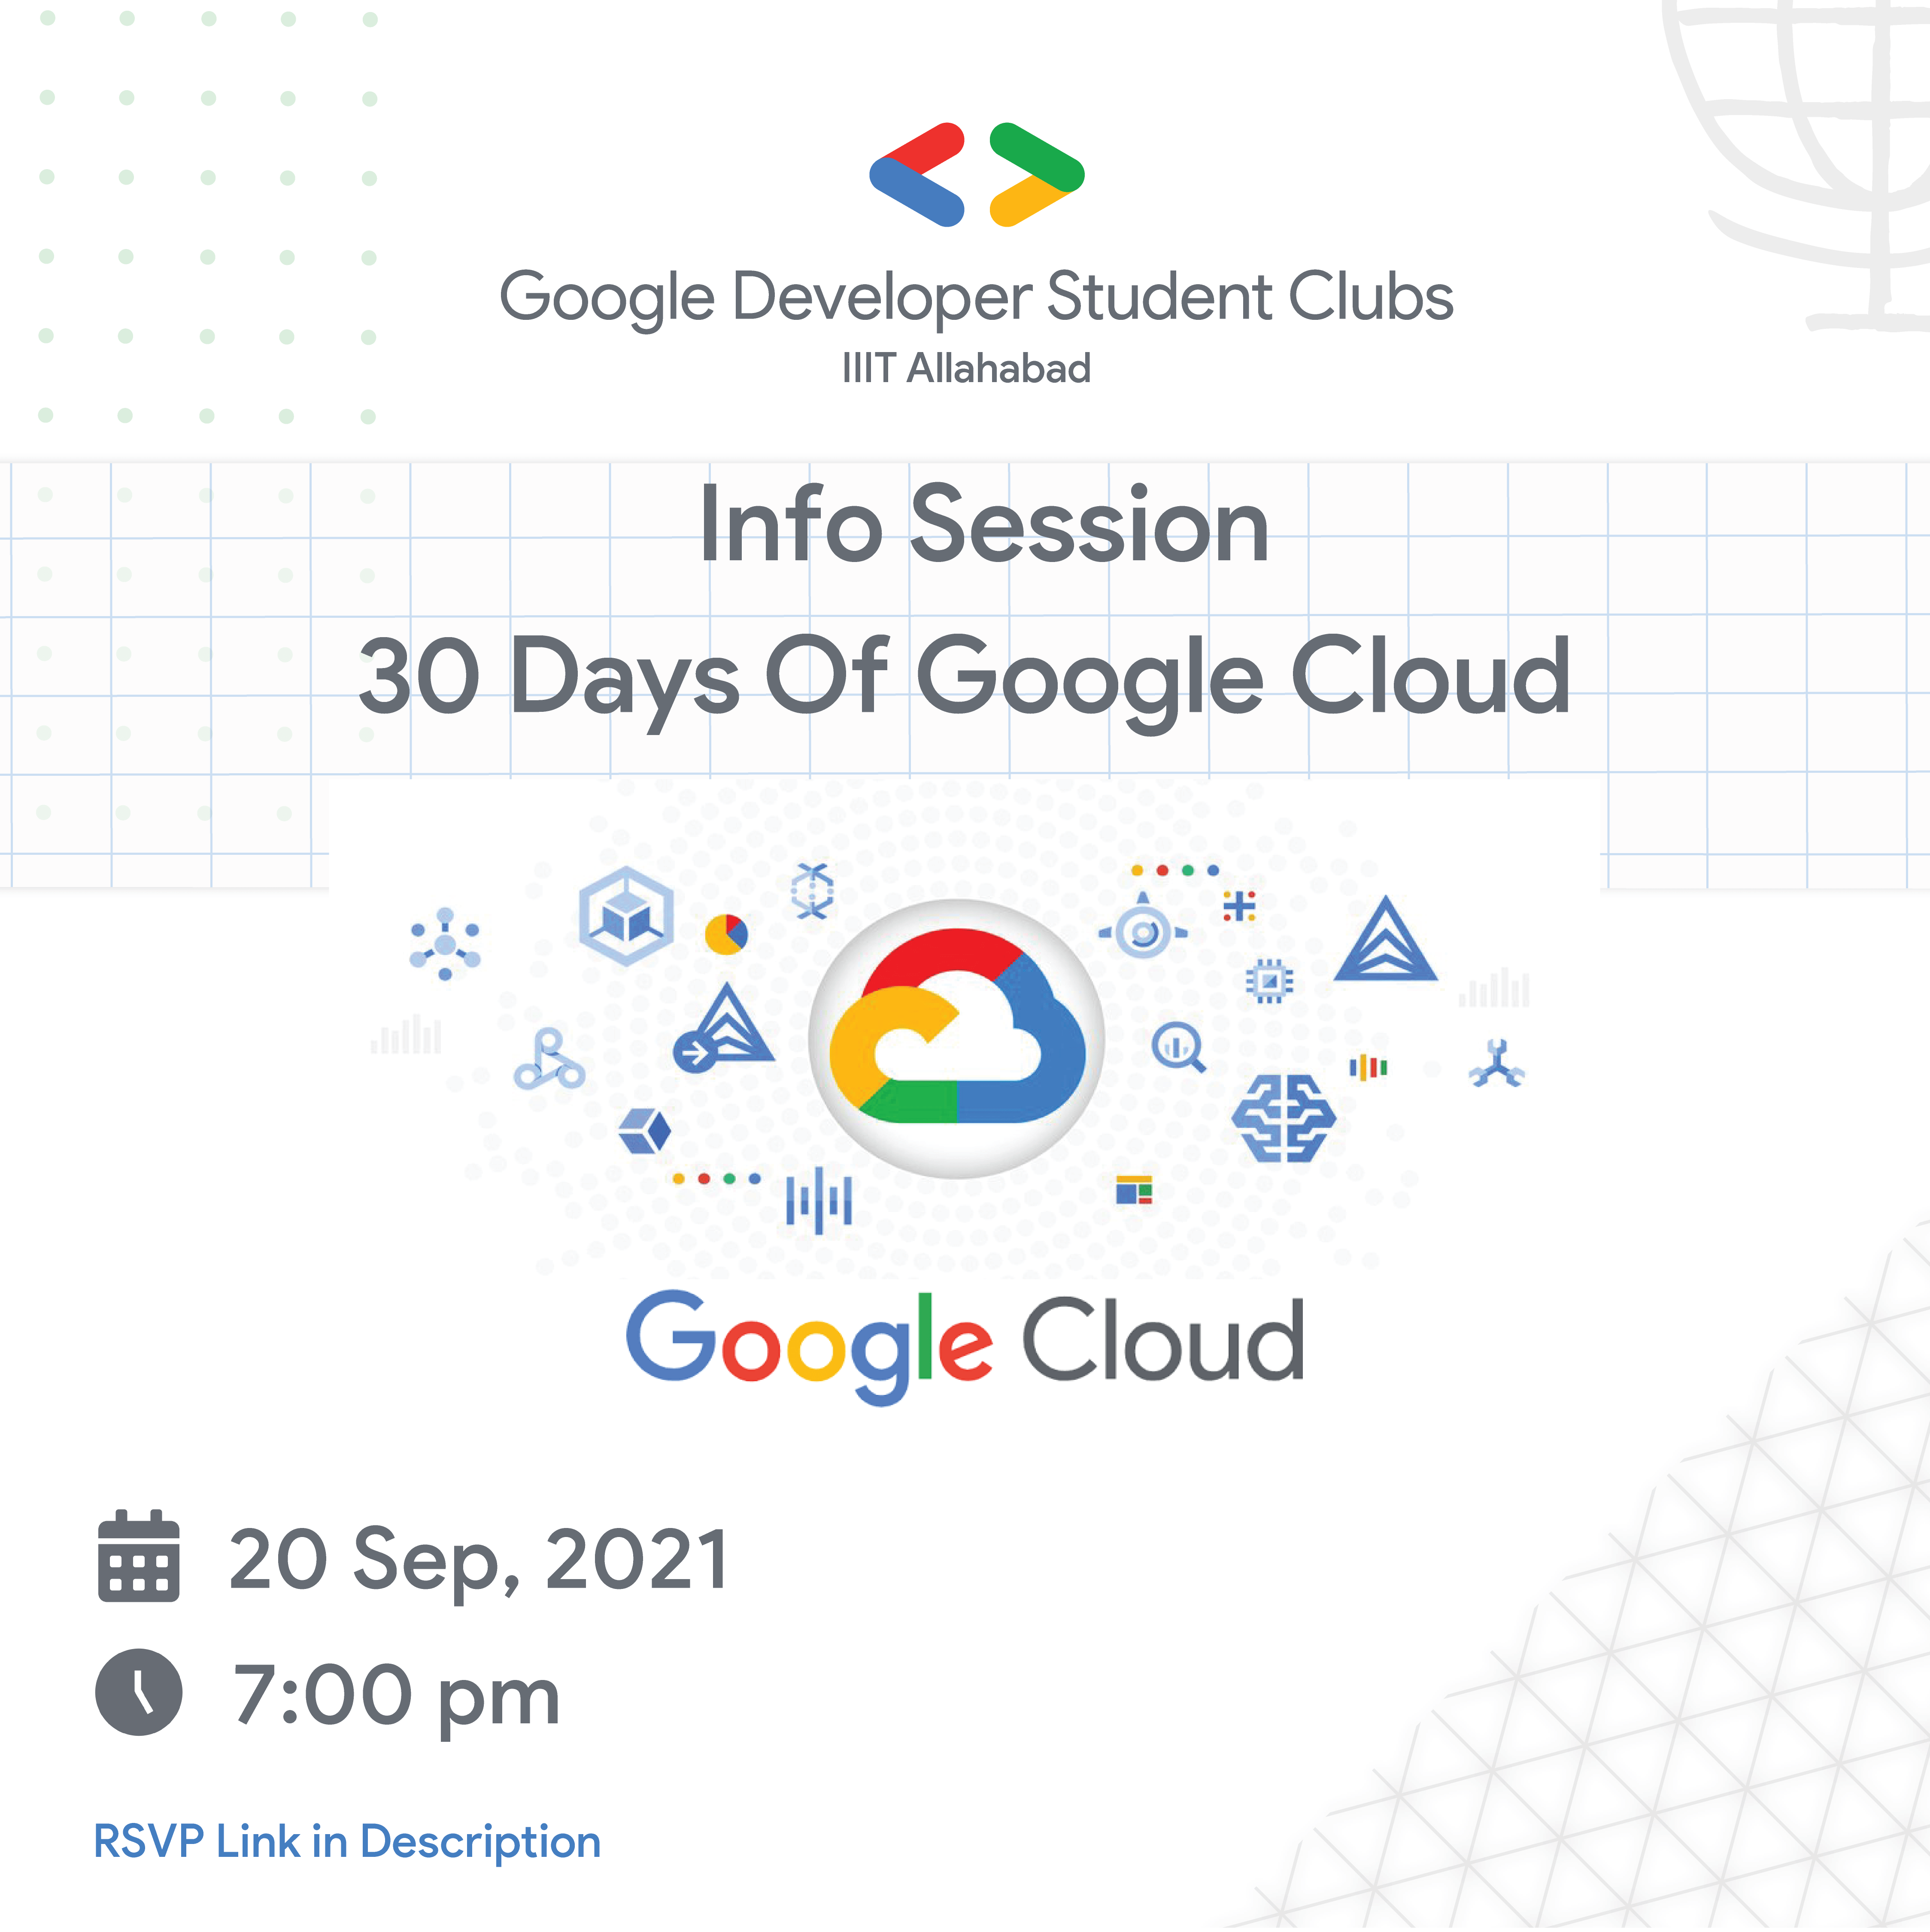 Google Developer Student Clubs
IIIT Allahabad
Info Session
30 Days Of Google Cloud
Google Cloud
20 Sep, 2021
7:00 pm
RSVP Link in Description